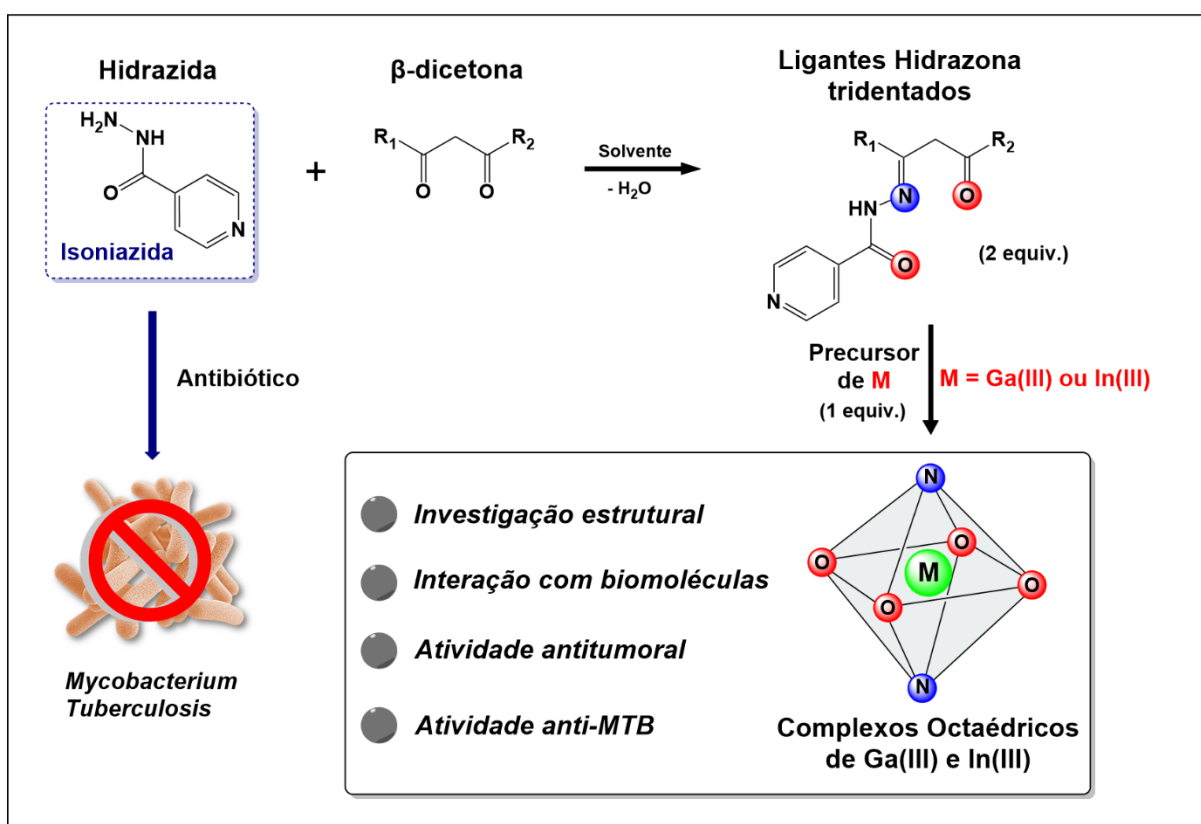 Hidrazida
H₂N
NH
O
N
Isoniazida
+
β-dicetona
R₁
R₂
O
O
Solvente
- H₂O
Ligantes Hidrazona
tridentados
R₁
R₂
HN
N
O
O
N
(2 equiv.)
Antibiótico
Precursor
de M
(1 equiv.)
M = Ga(III) ou In(III)
Mycobacterium
Tuberculosis
Investigação estrutural
Interação com biomoléculas
Atividade antitumoral
Atividade anti-MTB
N
O
O
M
O
O
N
Complexos Octaédricos
de Ga(III) e In(III)